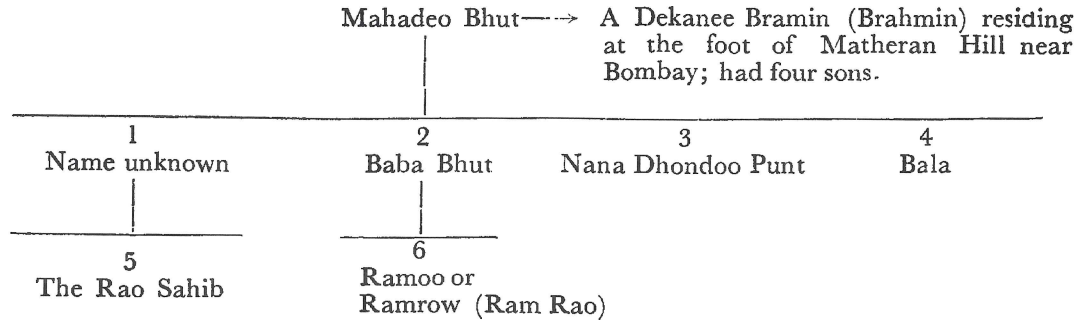 Mahadeo Bhut---→ A Dekanee Bramin (Brahmin) residing
at the foot of Matheran Hill near
Bombay; had four sons.
1 2 3 4
Name unknown Baba Bhut Nana Dhondoo Punt Bala
5 6
The Rao Sahib Ramoo or
Ramrow (Ram Rao)